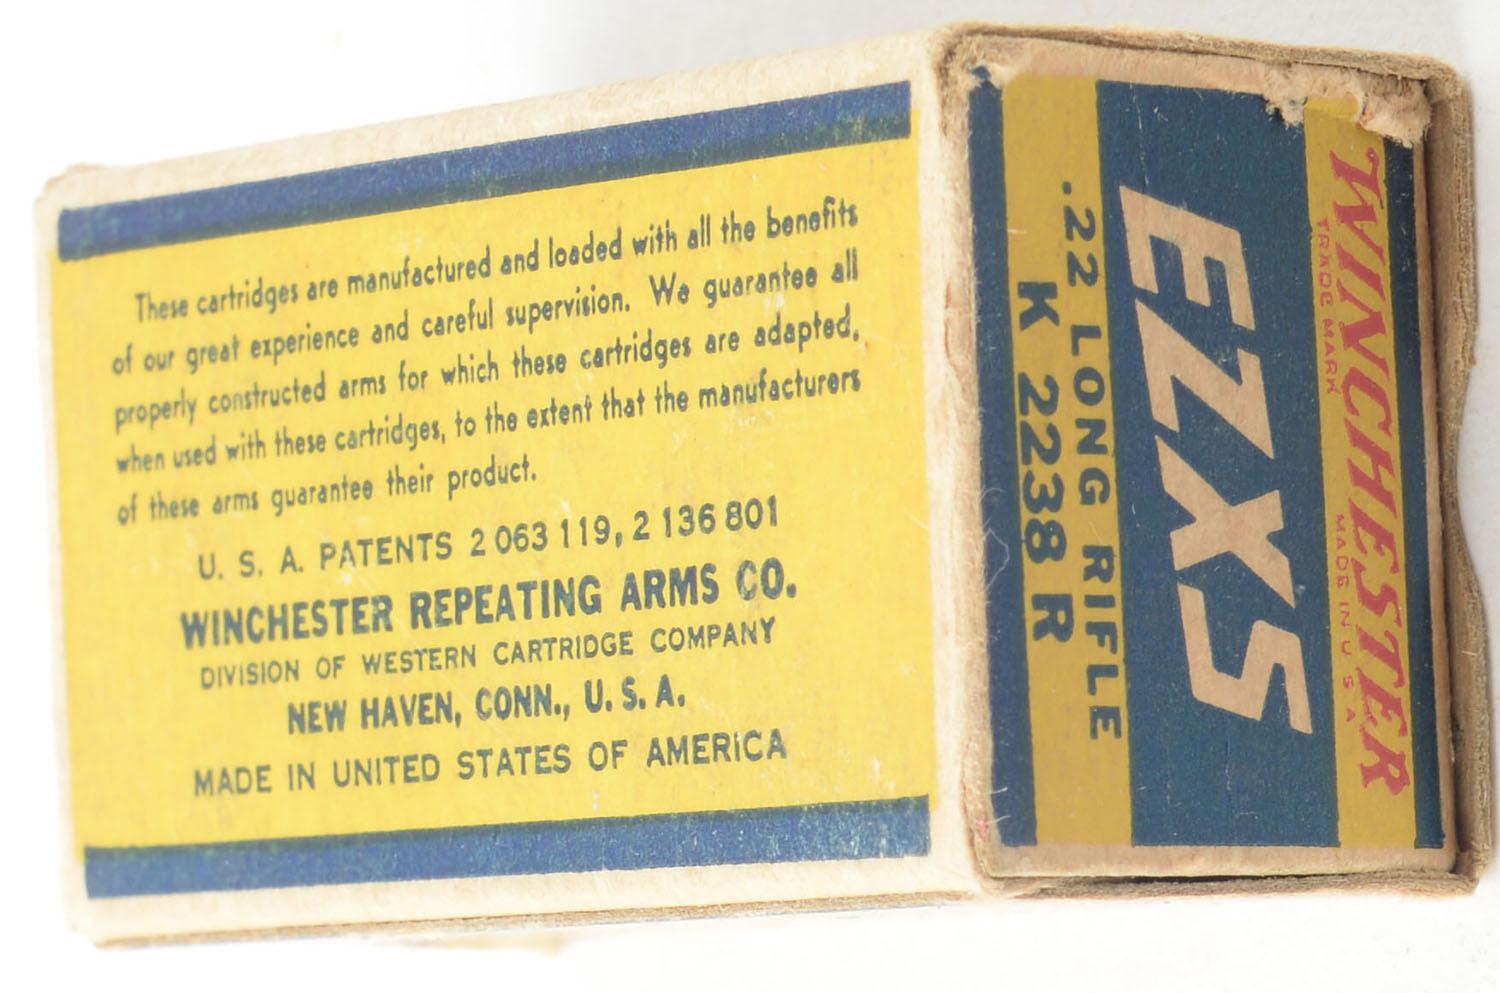 These cartridges are manufactured and loaded with all the benefits
of our great experience and careful supervision. We guarantee all
properly constructed arms for which these cartridges are adapted,
when used with these cartridges, to the extent that the manufacturers
of these arms guarantee their product.
U. S. A. PATENTS 2 063 119, 2 136 801
WINCHESTER REPEATING ARMS CO.
DIVISION OF WESTERN CARTRIDGE COMPANY
NEW HAVEN, CONN., U. S. A.
MADE IN UNITED STATES OF AMERICA
WINCHESTER
TRADE MARK MADE IN U S A
EZXS
.22 LONG RIFLE
K 2238 R